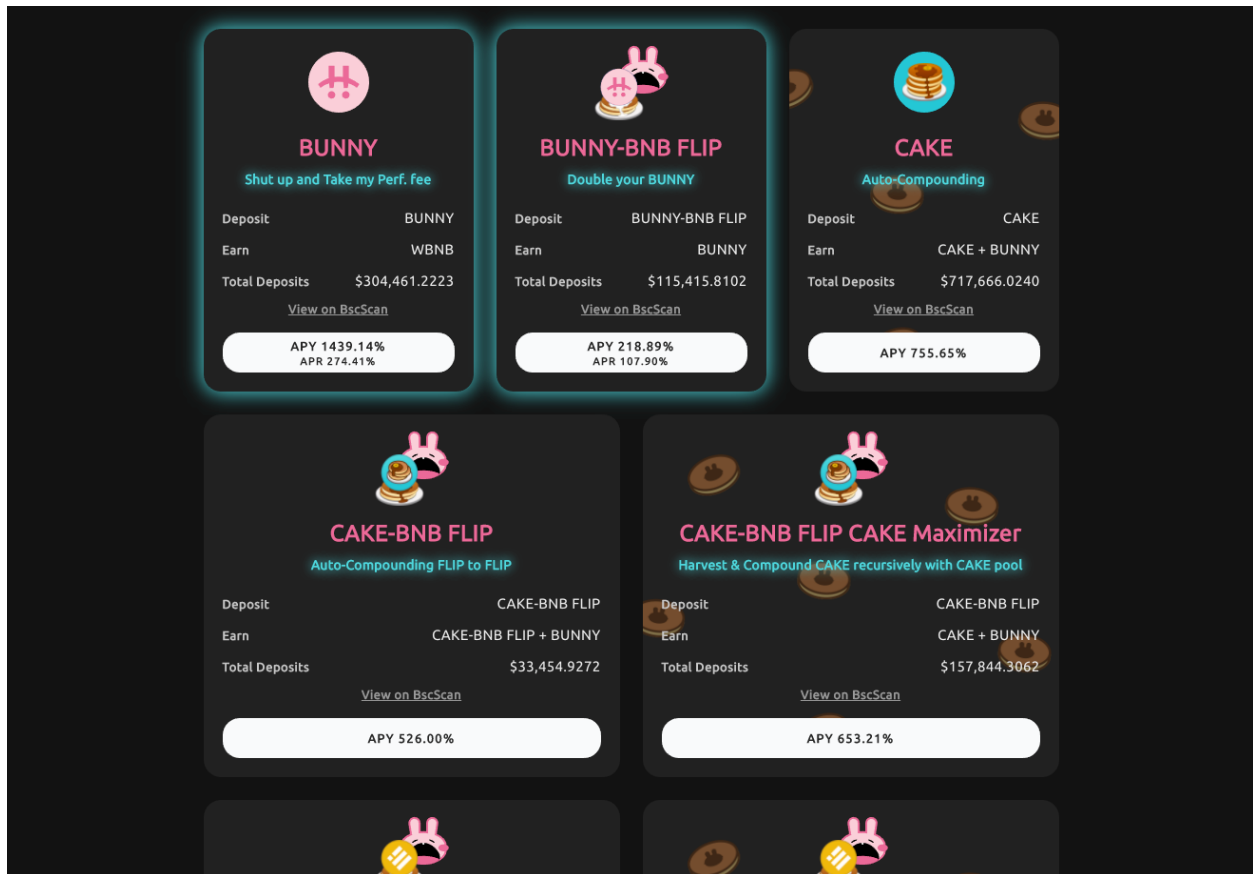 BUNNY
Shut up and Take my Perf. fee
Deposit BUNNY
Earn WBNB
Total Deposits $304,461.2223
View on BscScan
APY 1439.14%
APR 274.41%
BUNNY-BNB FLIP
Double your BUNNY
Deposit BUNNY-BNB FLIP
Earn BUNNY
Total Deposits $115,415.8102
View on BscScan
APY 218.89%
APR 107.90%
CAKE
Auto-Compounding
Deposit CAKE
Earn CAKE + BUNNY
Total Deposits $717,666.0240
View on BscScan
APY 755.65%
CAKE-BNB FLIP
Auto-Compounding FLIP to FLIP
Deposit CAKE-BNB FLIP
Earn CAKE-BNB FLIP + BUNNY
Total Deposits $33,454.9272
View on BscScan
APY 526.00%
CAKE-BNB FLIP CAKE Maximizer
Harvest & Compound CAKE recursively with CAKE pool
Deposit CAKE-BNB FLIP
Earn CAKE + BUNNY
Total Deposits $157,844.3062
View on BscScan
APY 653.21%